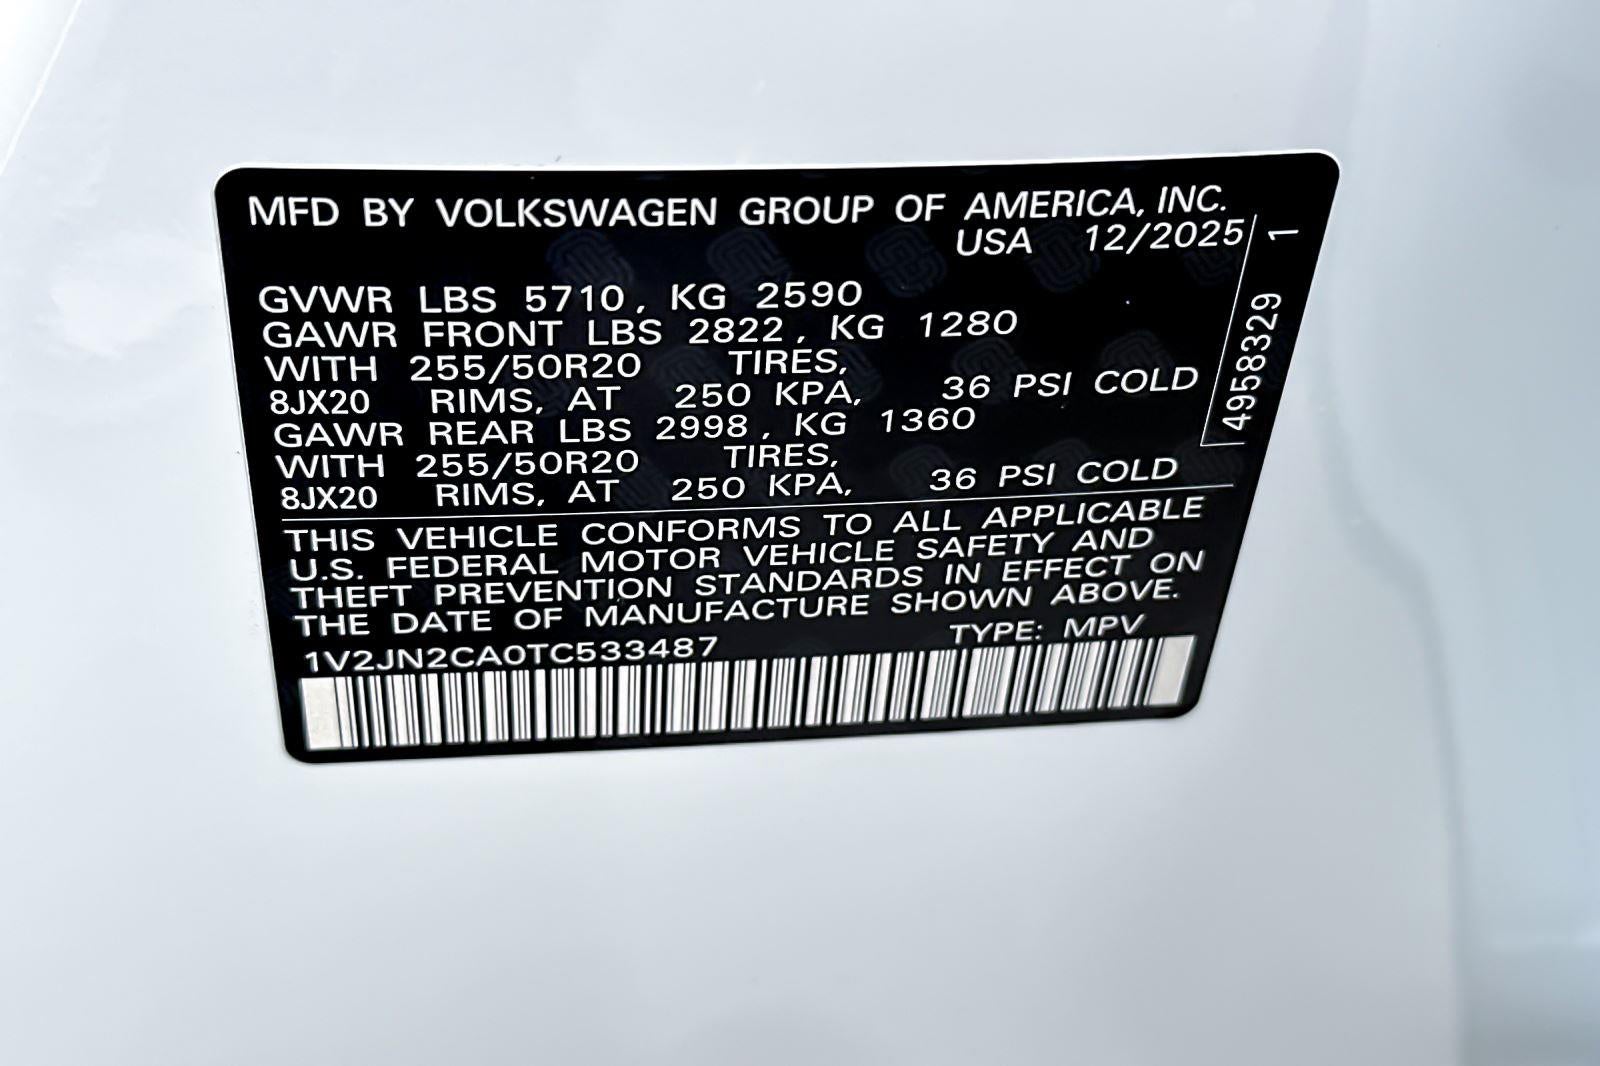 MFD BY VOLKSWAGEN GROUP OF AMERICA, INC.
USA 12/2025
GVWR LBS 5710, KG 2590
GAWR FRONT LBS 2822, KG 1280
WITH 255/50R20 TIRES,
8JX20 RIMS, AT 250 KPA, 36 PSI COLD
GAWR REAR LBS 2998, KG 1360
WITH 255/50R20 TIRES,
8JX20 RIMS, AT 250 KPA, 36 PSI COLD
THIS VEHICLE CONFORMS TO ALL APPLICABLE
U.S. FEDERAL MOTOR VEHICLE SAFETY AND
THEFT PREVENTION STANDARDS IN EFFECT ON
THE DATE OF MANUFACTURE SHOWN ABOVE.
1V2JN2CA0TC533487 TYPE: MPV
4958329 1